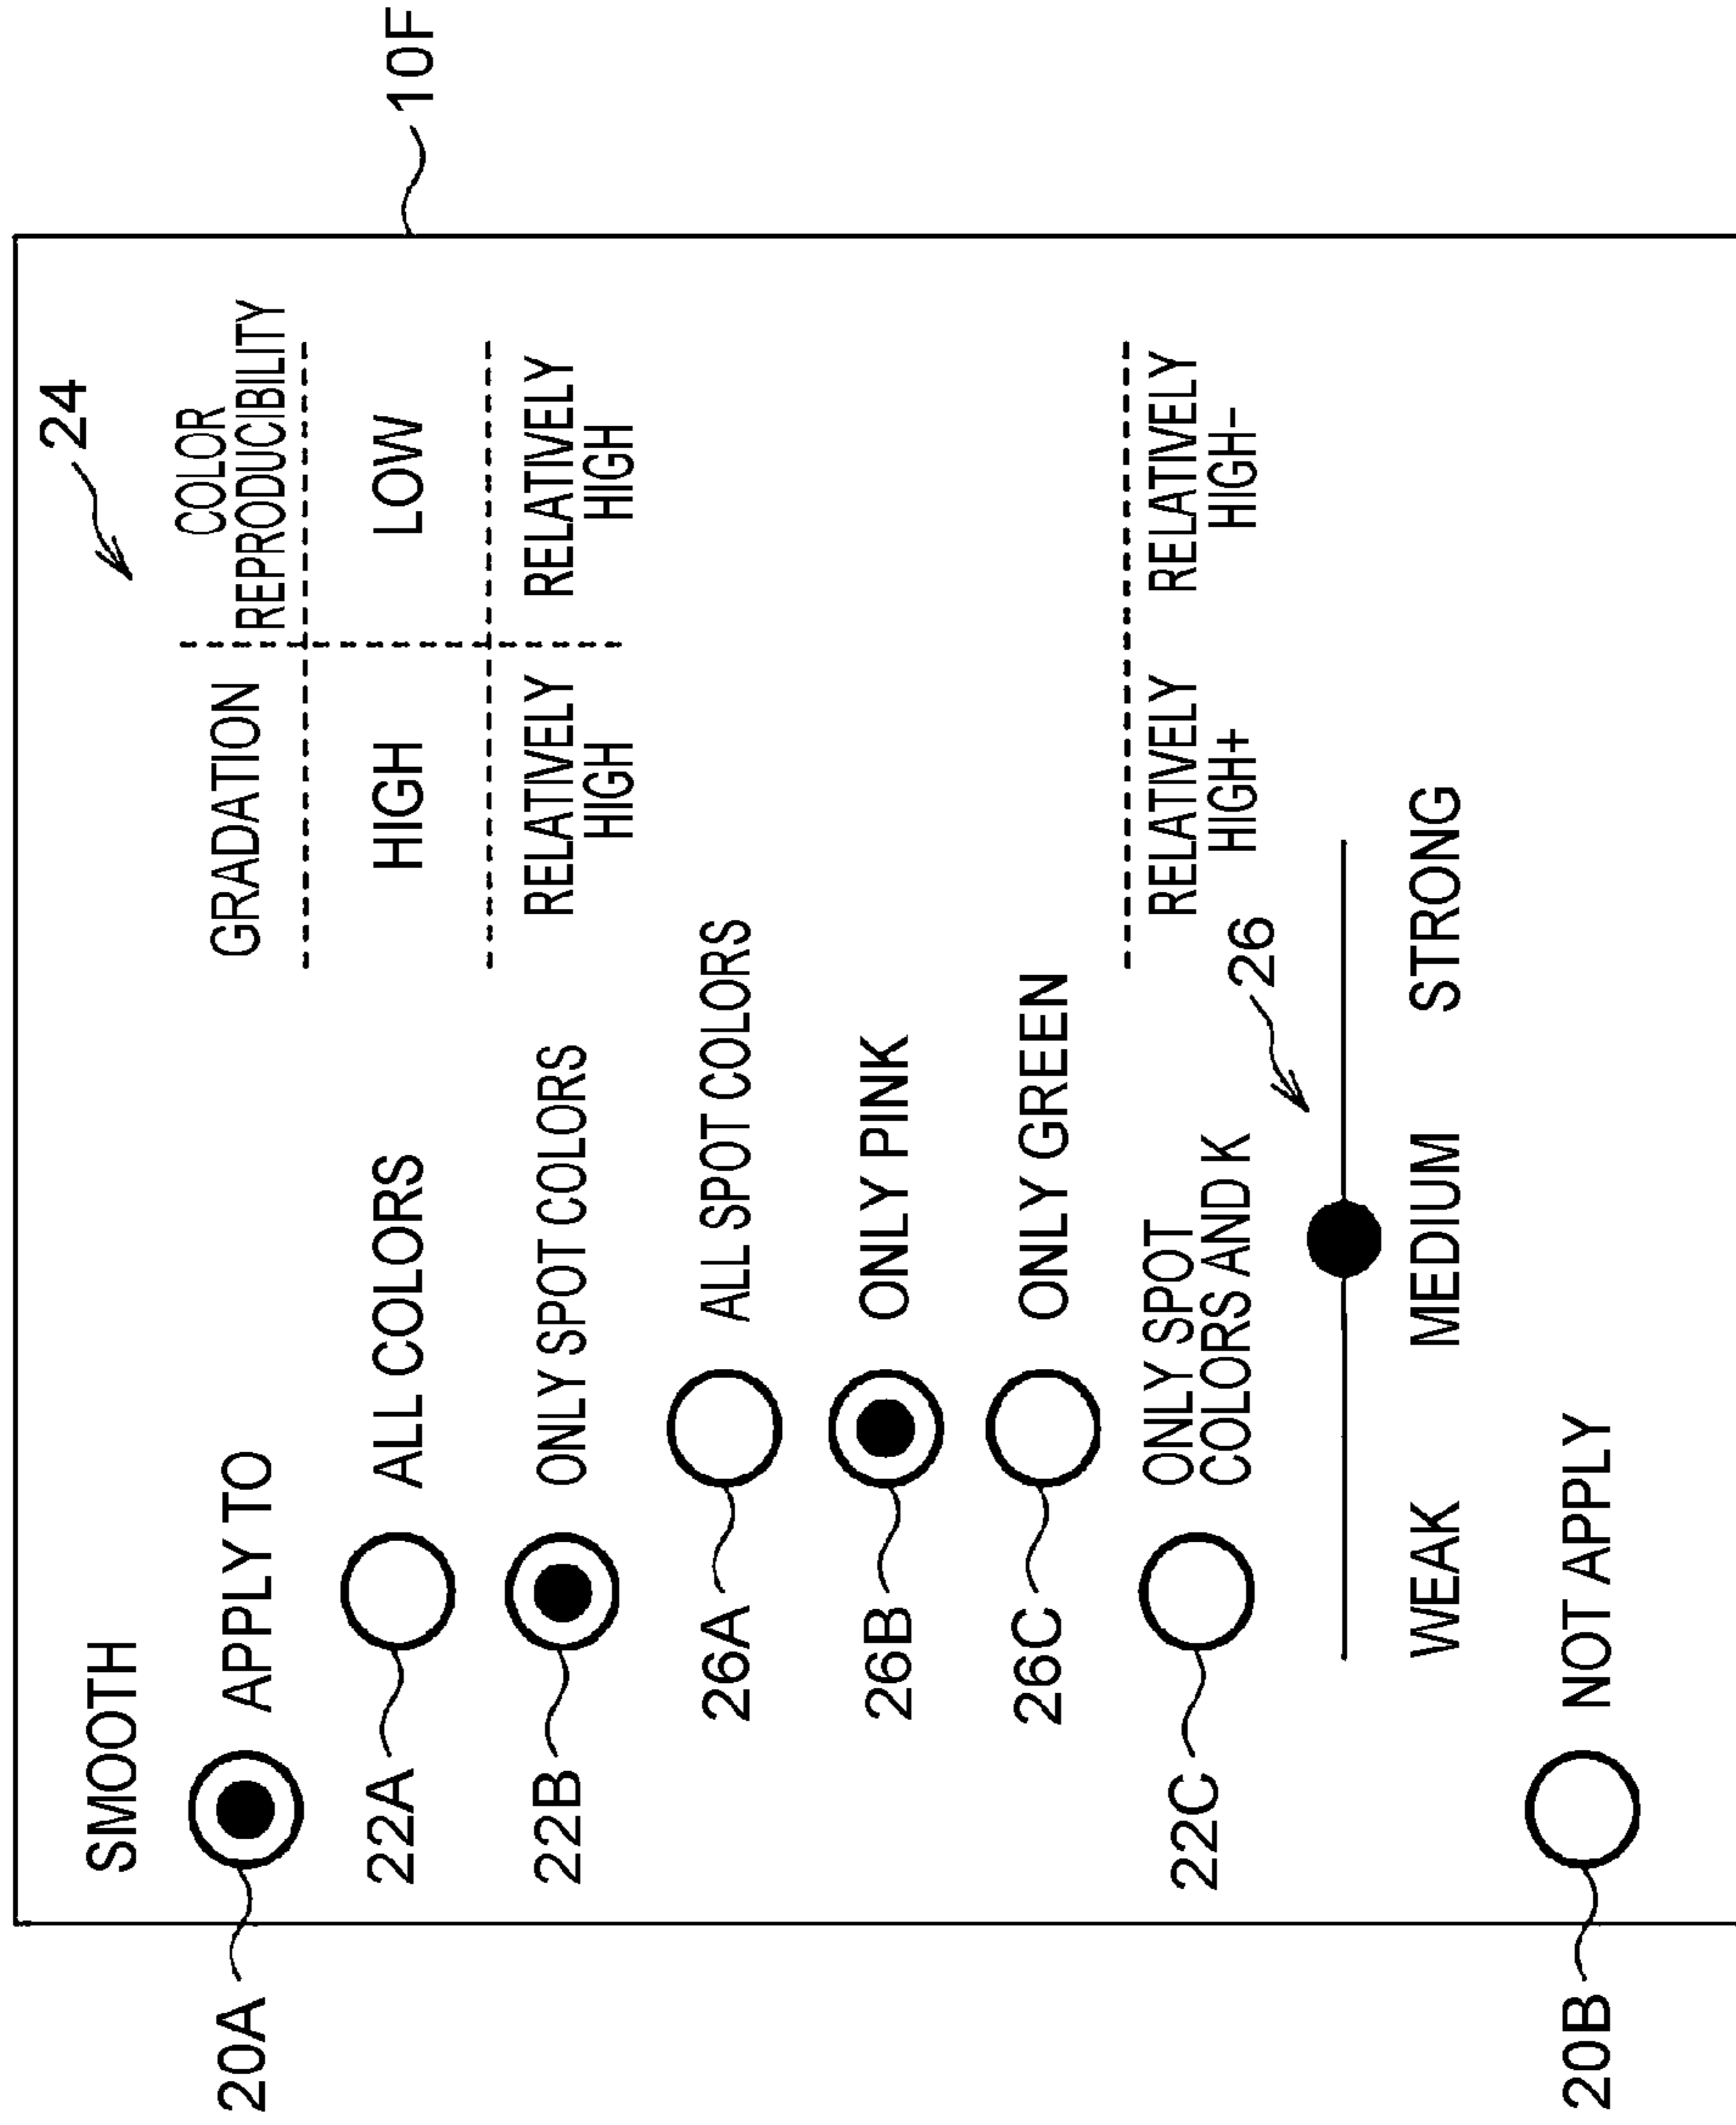 24
SMOOTH
COLOR
REPRODUCIBILITY
GRADATION
20A
APPLY TO
10F
22A
ALL COLORS
HIGH
LOW
22B
ONLY SPOT COLORS
RELATIVELY
HIGH
RELATIVELY
HIGH
26A
ALL SPOT COLORS
26B
ONLY PINK
26C
ONLY GREEN
22C
ONLY SPOT
COLORS AND K
RELATIVELY
HIGH+
RELATIVELY
HIGH-
26
WEAK
MEDIUM
STRONG
20B
NOT APPLY